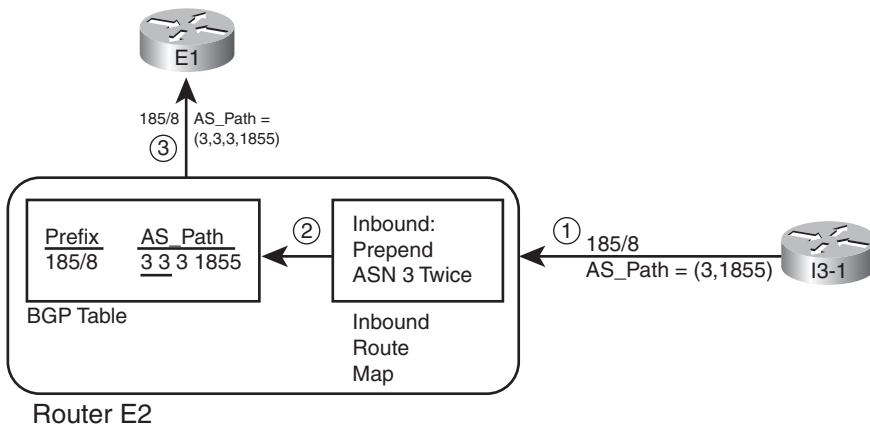 E1
185/8
AS_Path =
(3,3,3,1855)
3
Prefix AS_Path
185/8 3 3 3 1855
BGP Table
2
Inbound:
Prepend
ASN 3 Twice
Inbound
Route
Map
1
185/8
AS_Path = (3,1855)
I3-1
Router E2